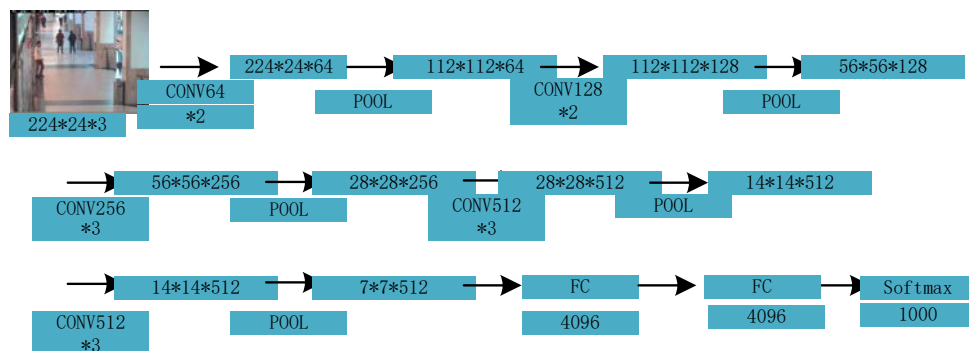 224*24*3
CONV64
*2
224*24*64
POOL
112*112*64
CONV128
*2
112*112*128
POOL
56*56*128
CONV256
*3
56*56*256
POOL
28*28*256
CONV512
*3
28*28*512
POOL
14*14*512
CONV512
*3
14*14*512
POOL
7*7*512
FC
4096
FC
4096
Softmax
1000